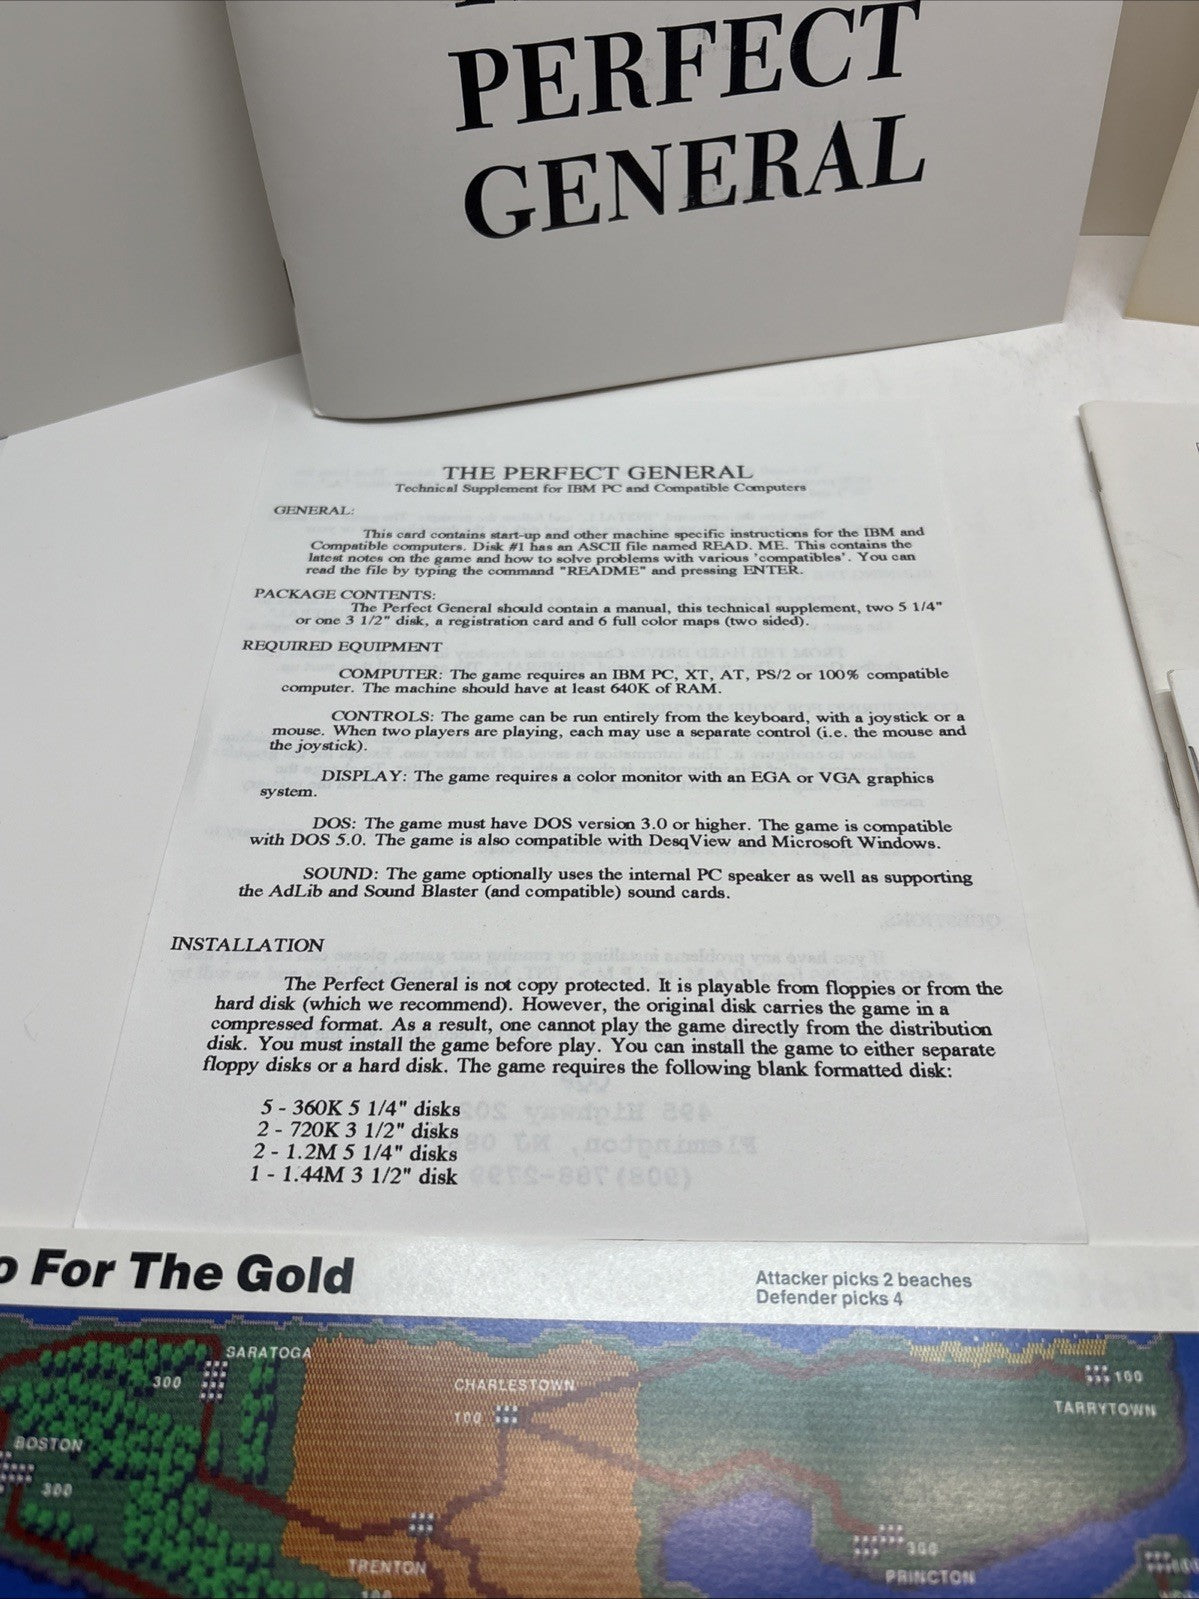 PERFECT
GENERAL
THE PERFECT GENERAL
Technical Supplement for IBM PC and Compatible Computers
GENERAL:
This card contains start-up and other machine specific instructions for the IBM and
Compatible computers. Disk #1 has an ASCII file named READ. ME. This contains the
latest notes on the game and how to solve problems with various 'compatibles'. You can
read the file by typing the command "README" and pressing ENTER.
PACKAGE CONTENTS:
The Perfect General should contain a manual, this technical supplement, two 5 1/4"
or one 3 1/2" disk, a registration card and 6 full color maps (two sided).
REQUIRED EQUIPMENT
COMPUTER: The game requires an IBM PC, XT, AT, PS/2 or 100% compatible
computer. The machine should have at least 640K of RAM.
CONTROLS: The game can be run entirely from the keyboard, with a joystick or a
mouse. When two players are playing, each may use a separate control (i.e. the mouse and
the joystick).
DISPLAY: The game requires a color monitor with an EGA or VGA graphics
system.
DOS: The game must have DOS version 3.0 or higher. The game is compatible
with DOS 5.0. The game is also compatible with DesqView and Microsoft Windows.
SOUND: The game optionally uses the internal PC speaker as well as supporting
the AdLib and Sound Blaster (and compatible) sound cards.
INSTALLATION
The Perfect General is not copy protected. It is playable from floppies or from the
hard disk (which we recommend). However, the original disk carries the game in a
compressed format. As a result, one cannot play the game directly from the distribution
disk. You must install the game before play. You can install the game to either separate
floppy disks or a hard disk. The game requires the following blank formatted disk:
5 - 360K 5 1/4" disks
2 - 720K 3 1/2" disks
2 - 1.2M 5 1/4" disks
1 - 1.44M 3 1/2" disk
o For The Gold
Attacker picks 2 beaches
Defender picks 4
SARATOGA
300
CHARLESTOWN
100
100
TARRYTOWN
BOSTON
300
300
TRENTON
PRINCTON
100